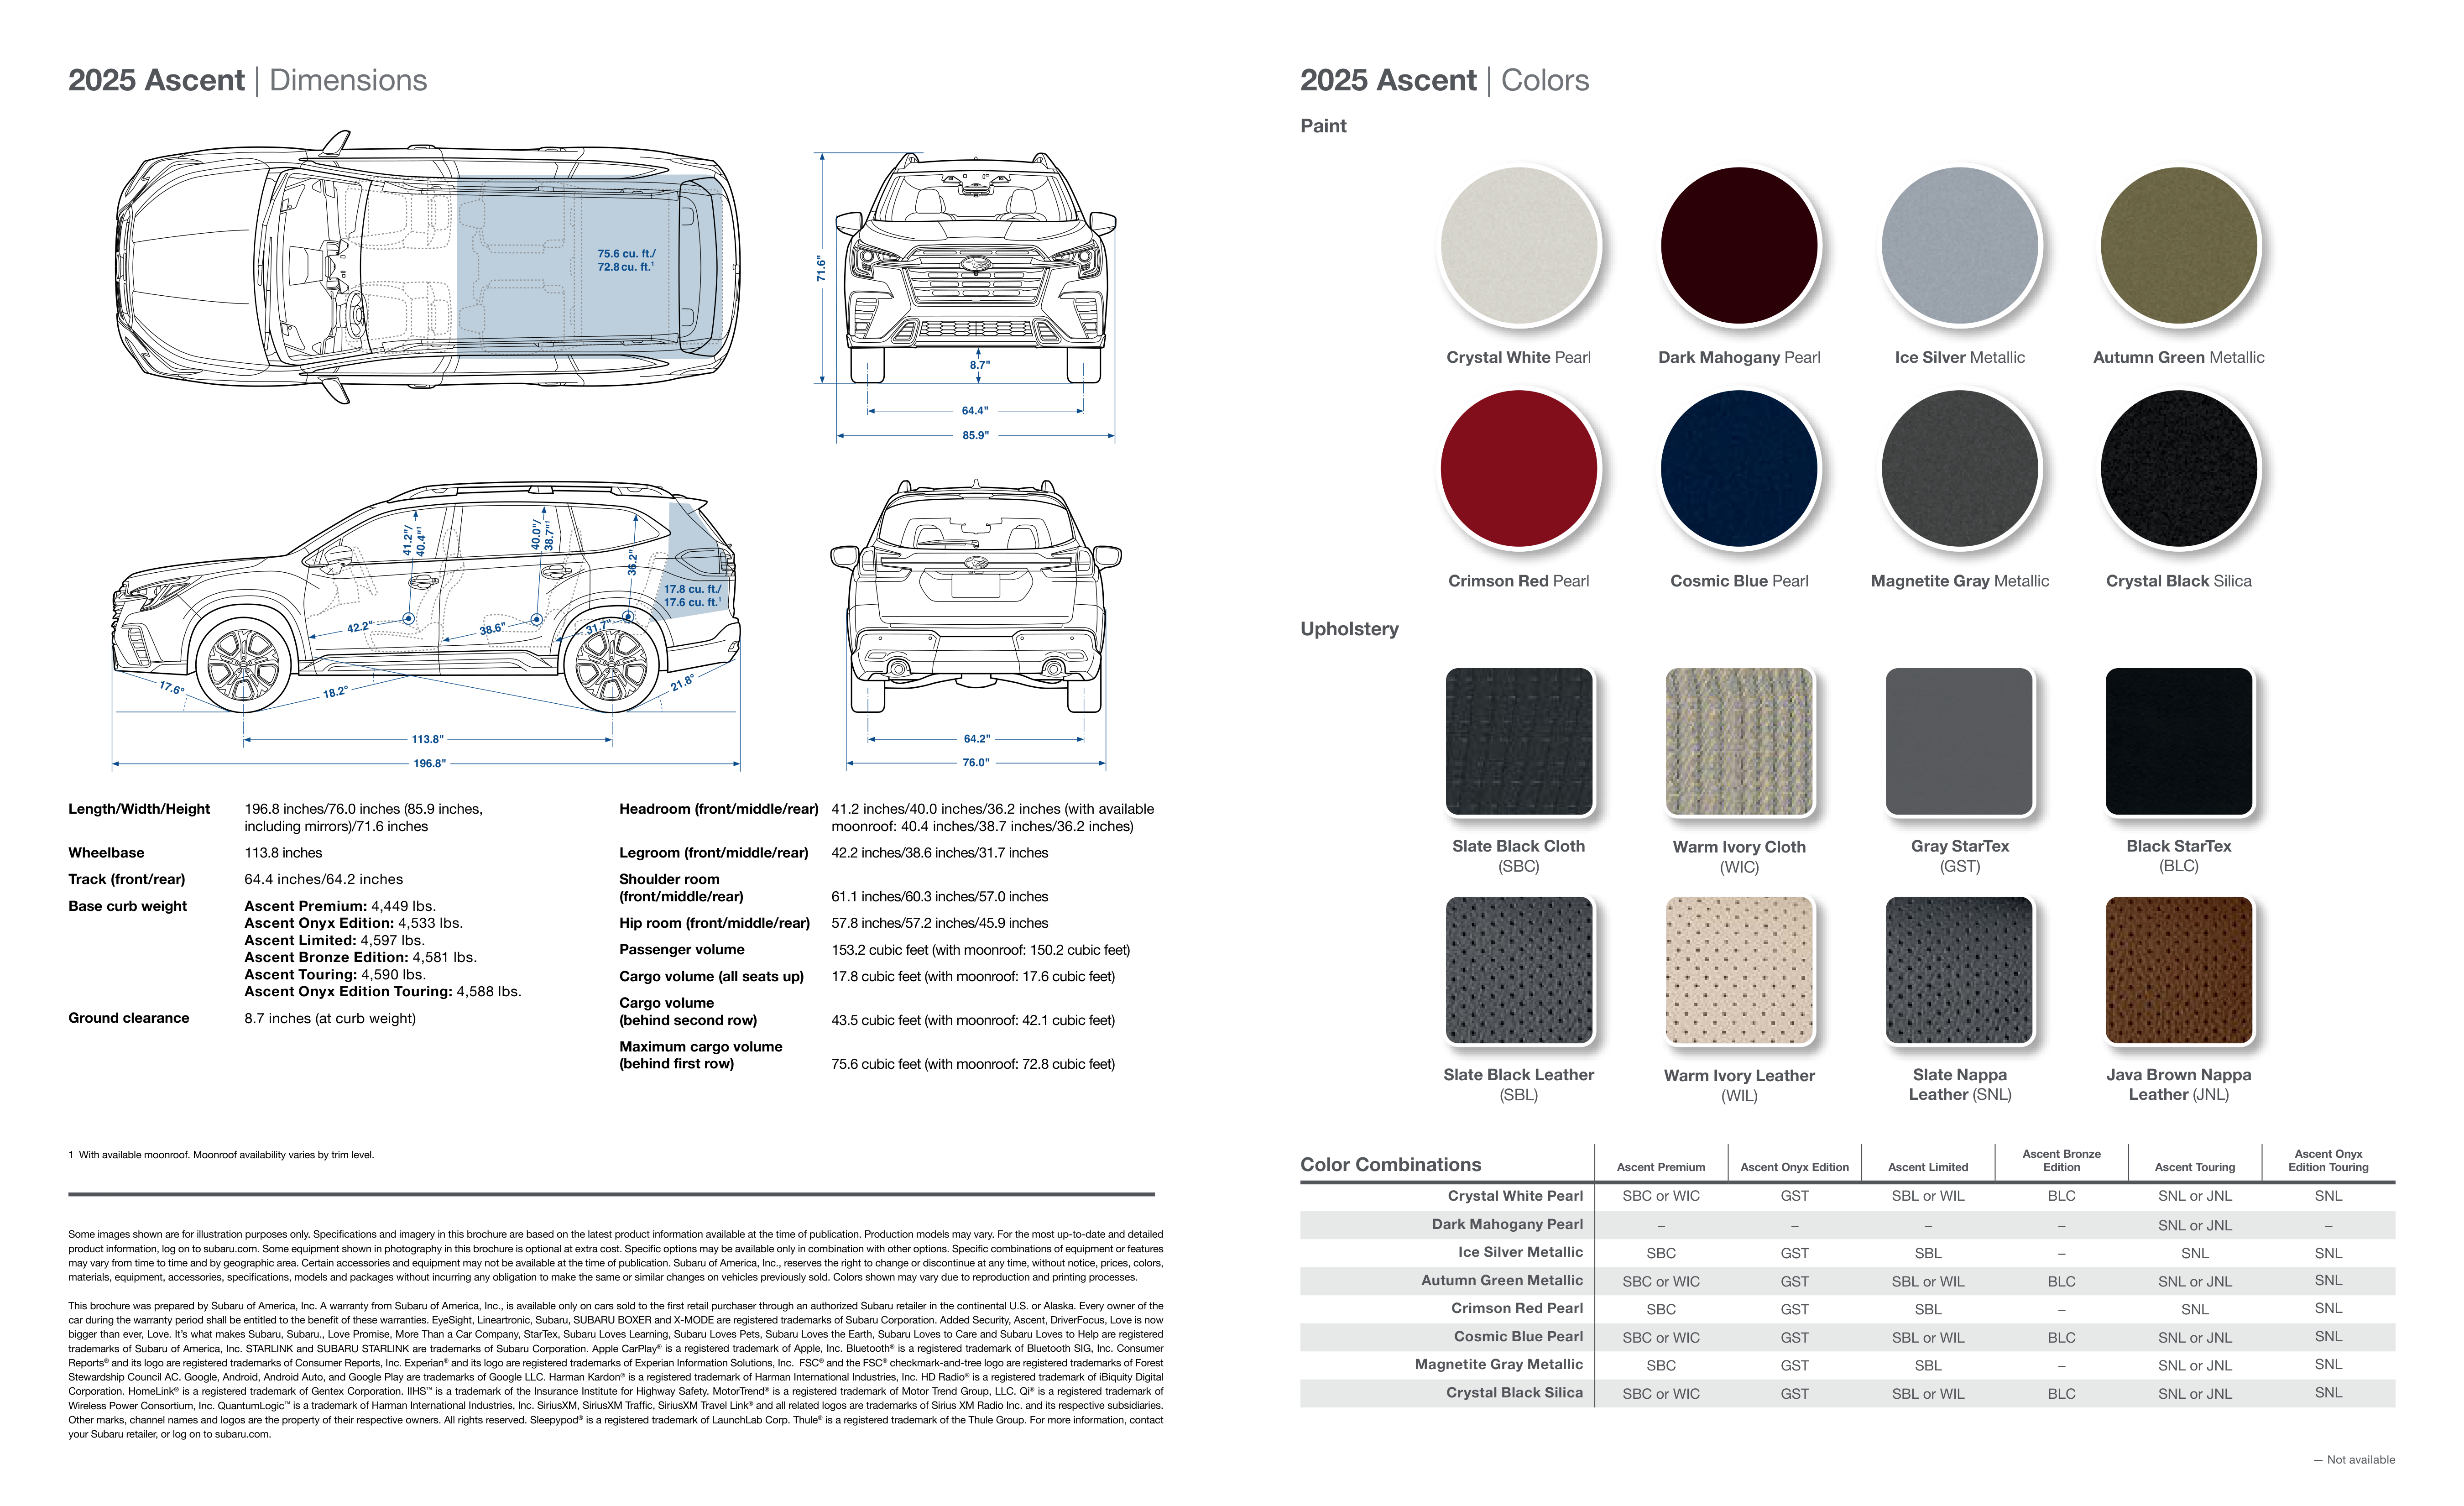 2025 Ascent | Dimensions
75.6 cu. ft./
72.8 cu. ft.1
71.6"
8.7"
64.4"
85.9"
41.2"/
40.4"1
40.0"/
38.7"1
36.2"
17.8 cu. ft./
17.6 cu. ft.1
42.2"
38.6"
31.7"
17.6°
18.2°
21.8°
113.8"
196.8"
64.2"
76.0"
Length/Width/Height 196.8 inches/76.0 inches (85.9 inches,
including mirrors)/71.6 inches
Wheelbase 113.8 inches
Track (front/rear) 64.4 inches/64.2 inches
Base curb weight Ascent Premium: 4,449 lbs.
Ascent Onyx Edition: 4,533 lbs.
Ascent Limited: 4,597 lbs.
Ascent Bronze Edition: 4,581 lbs.
Ascent Touring: 4,590 lbs.
Ascent Onyx Edition Touring: 4,588 lbs.
Ground clearance 8.7 inches (at curb weight)
Headroom (front/middle/rear) 41.2 inches/40.0 inches/36.2 inches (with available
moonroof: 40.4 inches/38.7 inches/36.2 inches)
Legroom (front/middle/rear) 42.2 inches/38.6 inches/31.7 inches
Shoulder room
(front/middle/rear) 61.1 inches/60.3 inches/57.0 inches
Hip room (front/middle/rear) 57.8 inches/57.2 inches/45.9 inches
Passenger volume 153.2 cubic feet (with moonroof: 150.2 cubic feet)
Cargo volume (all seats up) 17.8 cubic feet (with moonroof: 17.6 cubic feet)
Cargo volume
(behind second row) 43.5 cubic feet (with moonroof: 42.1 cubic feet)
Maximum cargo volume
(behind first row) 75.6 cubic feet (with moonroof: 72.8 cubic feet)
1 With available moonroof. Moonroof availability varies by trim level.
Some images shown are for illustration purposes only. Specifications and imagery in this brochure are based on the latest product information available at the time of publication. Production models may vary. For the most up-to-date and detailed
product information, log on to subaru.com. Some equipment shown in photography in this brochure is optional at extra cost. Specific options may be available only in combination with other options. Specific combinations of equipment or features
may vary from time to time and by geographic area. Certain accessories and equipment may not be available at the time of publication. Subaru of America, Inc., reserves the right to change or discontinue at any time, without notice, prices, colors,
materials, equipment, accessories, specifications, models and packages without incurring any obligation to make the same or similar changes on vehicles previously sold. Colors shown may vary due to reproduction and printing processes.
This brochure was prepared by Subaru of America, Inc. A warranty from Subaru of America, Inc., is available only on cars sold to the first retail purchaser through an authorized Subaru retailer in the continental U.S. or Alaska. Every owner of the
car during the warranty period shall be entitled to the benefit of these warranties. EyeSight, Lineartronic, Subaru, SUBARU BOXER and X-MODE are registered trademarks of Subaru Corporation. Added Security, Ascent, DriverFocus, Love is now
bigger than ever, Love. It's what makes Subaru, Subaru., Love Promise, More Than a Car Company, StarTex, Subaru Loves Learning, Subaru Loves Pets, Subaru Loves the Earth, Subaru Loves to Care and Subaru Loves to Help are registered
trademarks of Subaru of America, Inc. STARLINK and SUBARU STARLINK are trademarks of Subaru Corporation. Apple CarPlay® is a registered trademark of Apple, Inc. Bluetooth® is a registered trademark of Bluetooth SIG, Inc. Consumer
Reports® and its logo are registered trademarks of Consumer Reports, Inc. Experian® and its logo are registered trademarks of Experian Information Solutions, Inc. FSC® and the FSC® checkmark-and-tree logo are registered trademarks of Forest
Stewardship Council AC. Google, Android, Android Auto, and Google Play are trademarks of Google LLC. Harman Kardon® is a registered trademark of Harman International Industries, Inc. HD Radio® is a registered trademark of iBiquity Digital
Corporation. HomeLink® is a registered trademark of Gentex Corporation. IIHS™ is a trademark of the Insurance Institute for Highway Safety. MotorTrend® is a registered trademark of Motor Trend Group, LLC. Qi® is a registered trademark of
Wireless Power Consortium, Inc. QuantumLogic™ is a trademark of Harman International Industries, Inc. SiriusXM, SiriusXM Traffic, SiriusXM Travel Link® and all related logos are trademarks of Sirius XM Radio Inc. and its respective subsidiaries.
Other marks, channel names and logos are the property of their respective owners. All rights reserved. Sleepypod® is a registered trademark of LaunchLab Corp. Thule® is a registered trademark of the Thule Group. For more information, contact
your Subaru retailer, or log on to subaru.com.
2025 Ascent | Colors
Paint
Crystal White Pearl Dark Mahogany Pearl Ice Silver Metallic Autumn Green Metallic
Crimson Red Pearl Cosmic Blue Pearl Magnetite Gray Metallic Crystal Black Silica
Upholstery
Slate Black Cloth Warm Ivory Cloth Gray StarTex Black StarTex
(SBC) (WIC) (GST) (BLC)
Slate Black Leather Warm Ivory Leather Slate Nappa Java Brown Nappa
(SBL) (WIL) Leather (SNL) Leather (JNL)
Color Combinations Ascent Premium Ascent Onyx Edition Ascent Limited Ascent Bronze Edition Ascent Touring Ascent Onyx Edition Touring
Crystal White Pearl SBC or WIC GST SBL or WIL BLC SNL or JNL SNL
Dark Mahogany Pearl – – – – SNL or JNL –
Ice Silver Metallic SBC GST SBL – SNL SNL
Autumn Green Metallic SBC or WIC GST SBL or WIL BLC SNL or JNL SNL
Crimson Red Pearl SBC GST SBL – SNL SNL
Cosmic Blue Pearl SBC or WIC GST SBL or WIL BLC SNL or JNL SNL
Magnetite Gray Metallic SBC GST SBL – SNL or JNL SNL
Crystal Black Silica SBC or WIC GST SBL or WIL BLC SNL or JNL SNL
— Not available